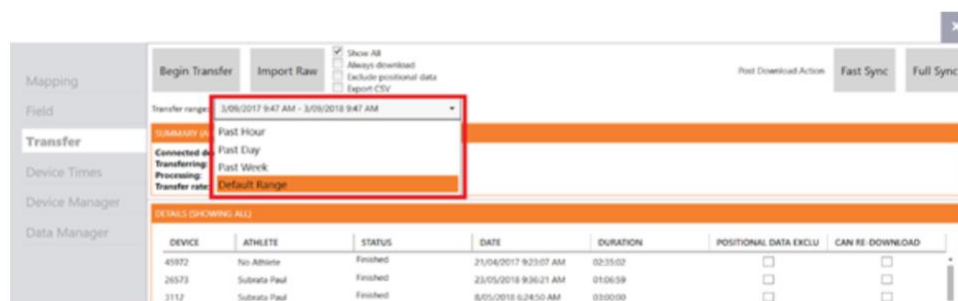 x
Mapping
Field
Transfer
Device Times
Device Manager
Data Manager
Begin Transfer
Import Raw
Show All
Always download
Exclude positional data
Export CSV
Post Download Action
Fast Sync
Full Sync
Transfer range:
3/09/2017 9:47 AM - 3/09/2018 9:47 AM
Past Hour
Past Day
Past Week
Default Range
SUMMARY (A
Connected de
Transferring:
Processing:
Transfer rate:
DETAILS (SHOWING ALL)
DEVICE ATHLETE STATUS DATE DURATION POSITIONAL DATA EXCLU CAN RE-DOWNLOAD
45972 No Athlete Finished 21/04/2017 9:23:07 AM 02:35:02
26573 Subrata Paul Finished 23/05/2018 9:36:21 AM 01:06:59
3112 Subrata Paul Finished 8/05/2018 6:24:50 AM 03:00:00